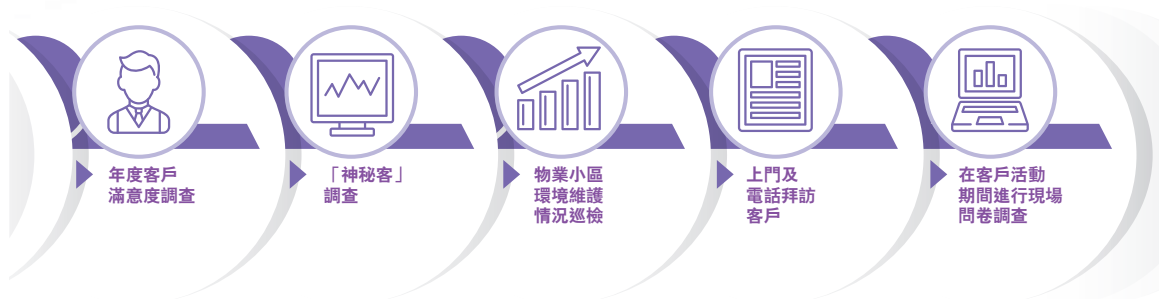 年度客戶
滿意度調查
「神秘客」
調查
物業小區
環境維護
情況巡檢
上門及
電話拜訪
客戶
在客戶活動
期間進行現場
問卷調查